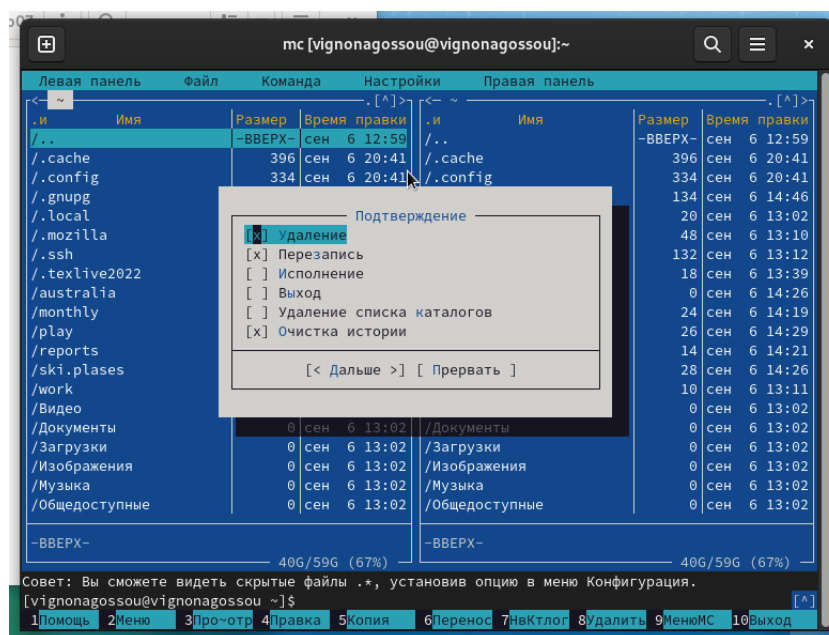 mc [vignonagossou@vignonagossou]:~
Левая панель Файл Команда Настройки Правая панель
<— ~ .[^]> <— ~ .[^]>
.и Имя Размер Время правки .и Имя Размер Время правки
/.. -ВВЕРХ- сен 6 12:59 /.. -ВВЕРХ- сен 6 12:59
/.cache 396 сен 6 20:41 /.cache 396 сен 6 20:41
/.config 334 сен 6 20:41 /.config 334 сен 6 20:41
/.gnupg 134 сен 6 14:46
/.local Подтверждение 20 сен 6 13:02
/.mozilla [x] Удаление 48 сен 6 13:10
/.ssh [x] Перезапись 132 сен 6 13:12
/.texlive2022 [ ] Исполнение 18 сен 6 13:39
/australia [ ] Выход 0 сен 6 14:26
/monthly [ ] Удаление списка каталогов 24 сен 6 14:19
/play [x] Очистка истории 26 сен 6 14:29
/reports 14 сен 6 14:21
/ski.plases [< Дальше >] [ Прервать ] 28 сен 6 14:26
/work 10 сен 6 13:11
/Видео 0 сен 6 13:02
/Документы 0 сен 6 13:02 /Документы 0 сен 6 13:02
/Загрузки 0 сен 6 13:02 /Загрузки 0 сен 6 13:02
/Изображения 0 сен 6 13:02 /Изображения 0 сен 6 13:02
/Музыка 0 сен 6 13:02 /Музыка 0 сен 6 13:02
/Общедоступные 0 сен 6 13:02 /Общедоступные 0 сен 6 13:02
-ВВЕРХ- -ВВЕРХ-
40G/59G (67%) 40G/59G (67%)
Совет: Вы сможете видеть скрытые файлы .*, установив опцию в меню Конфигурация.
[vignonagossou@vignonagossou ~]$ [^]
1Помощь 2Меню 3Про~отр 4Правка 5Копия 6Перенос 7НвКтлог 8Удалить 9МенюМС 10Выход